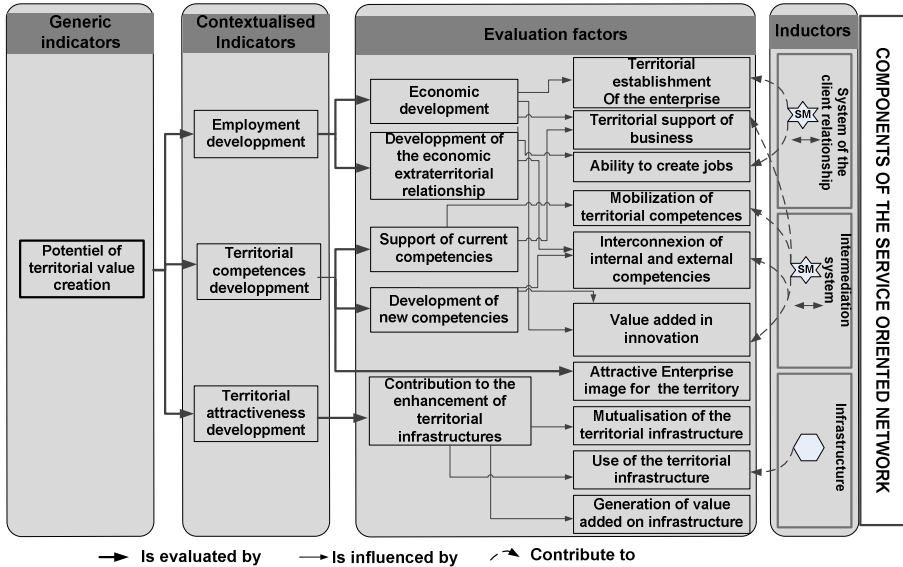 Generic
indicators
Contextualised
Indicators
Evaluation factors
Inductors
Potentiel of
territorial value
creation
Employment
developpment
Territorial
competences
developpment
Territorial
attractiveness
developpment
Economic
development
Developpment of
the economic
extraterritorial
relationship
Support of current
competencies
Development of
new competencies
Contribution to the
enhancement of
territorial
infrastructures
Territorial
establishment
Of the enterprise
Territorial support of
business
Ability to create jobs
Mobilization of
territorial competences
Interconnexion of
internal and external
competencies
Value added in
innovation
Attractive Enterprise
image for the territory
Mutualisation of the
territorial infrastructure
Use of the territorial
infrastructure
Generation of value
added on infrastructure
System of the
client relationship
SM
Intermediation
system
SM
Infrastructure
COMPONENTS OF THE SERVICE ORIENTED NETWORK
Is evaluated by
Is influenced by
Contribute to